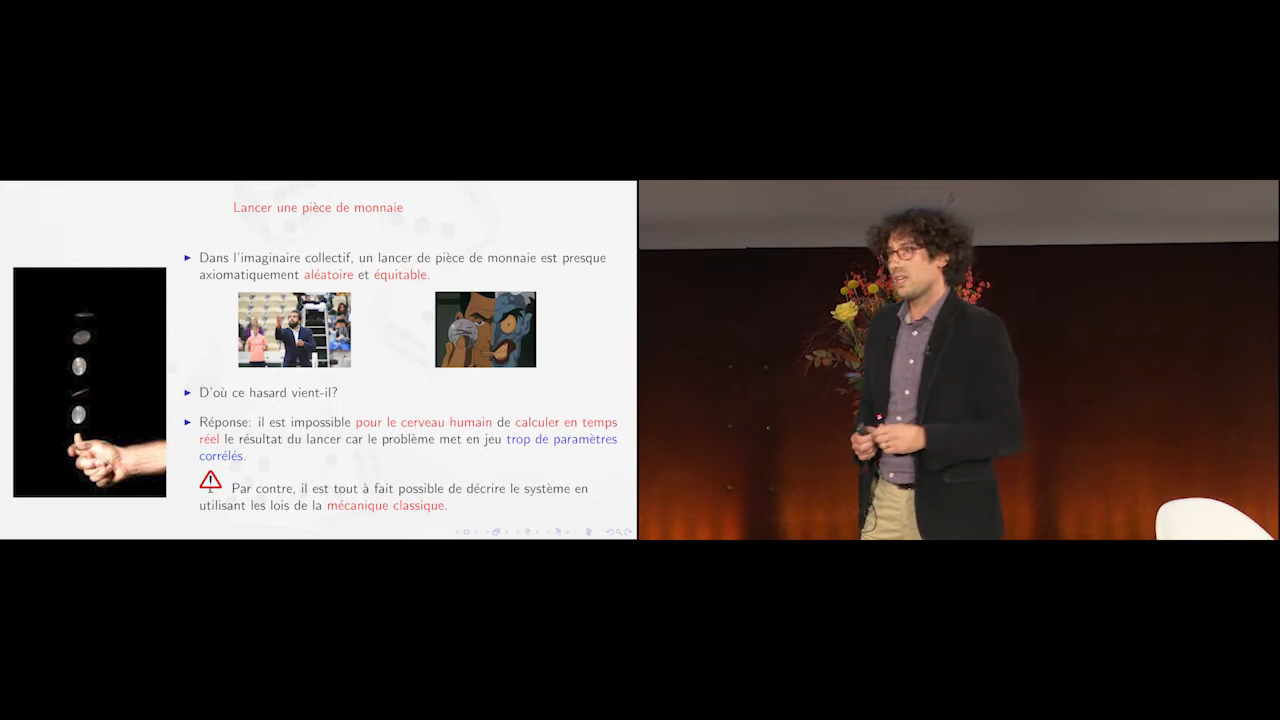 Lancer une pièce de monnaie
Dans l'imaginaire collectif, un lancer de pièce de monnaie est presque
axiomatiquement aléatoire et équitable.
D'où ce hasard vient-il?
Réponse: il est impossible pour le cerveau humain de calculer en temps
réel le résultat du lancer car le problème met en jeu trop de paramètres
corrélés.
Par contre, il est tout à fait possible de décrire le système en
utilisant les lois de la mécanique classique.